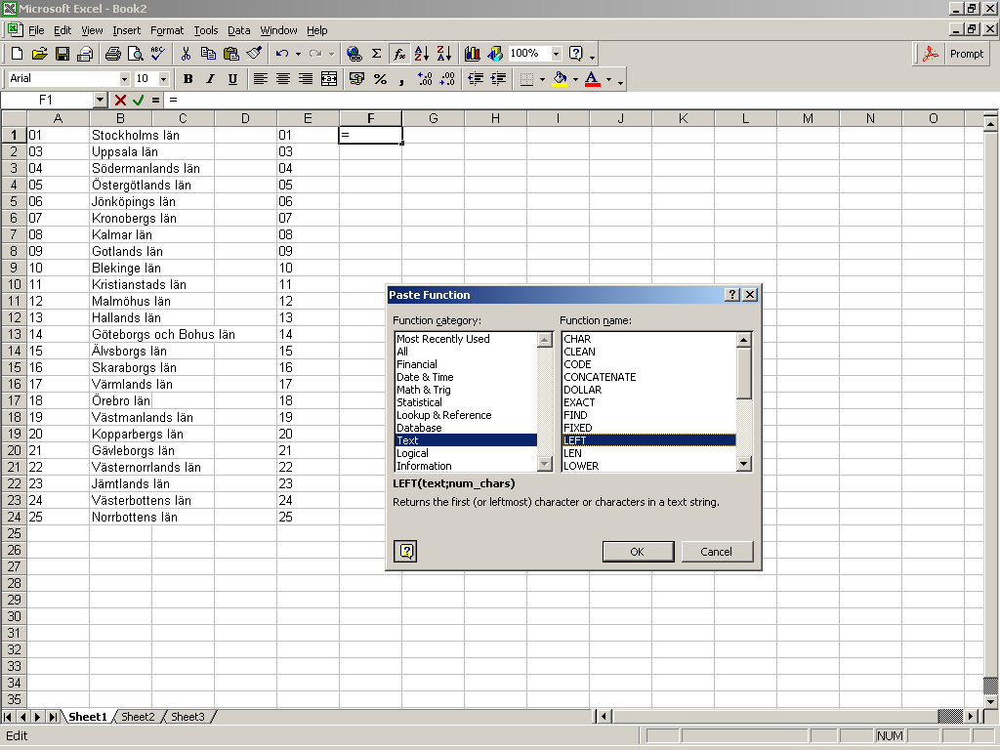 Microsoft Excel - Book2
File Edit View Insert Format Tools Data Window Help
100% Prompt
Arial 10 B I U % ,
F1 = =
A B C D E F G H I J K L M N O
1 01 Stockholms län 01 =
2 03 Uppsala län 03
3 04 Södermanlands län 04
4 05 Östergötlands län 05
5 06 Jönköpings län 06
6 07 Kronobergs län 07
7 08 Kalmar län 08
8 09 Gotlands län 09
9 10 Blekinge län 10
10 11 Kristianstads län 11
11 12 Malmöhus län 12
12 13 Hallands län 13
13 14 Göteborgs och Bohus län 14
14 15 Älvsborgs län 15
15 16 Skaraborgs län 16
16 17 Värmlands län 17
17 18 Örebro län 18
18 19 Västmanlands län 19
19 20 Kopparbergs län 20
20 21 Gävleborgs län 21
21 22 Västernorrlands län 22
22 23 Jämtlands län 23
23 24 Västerbottens län 24
24 25 Norrbottens län 25
25
26
27
28
29
30
31
32
33
34
35
Paste Function
Function category:
Most Recently Used
All
Financial
Date & Time
Math & Trig
Statistical
Lookup & Reference
Database
Text
Logical
Information
Function name:
CHAR
CLEAN
CODE
CONCATENATE
DOLLAR
EXACT
FIND
FIXED
LEFT
LEN
LOWER
LEFT(text;num_chars)
Returns the first (or leftmost) character or characters in a text string.
OK Cancel
Sheet1 Sheet2 Sheet3
Edit NUM